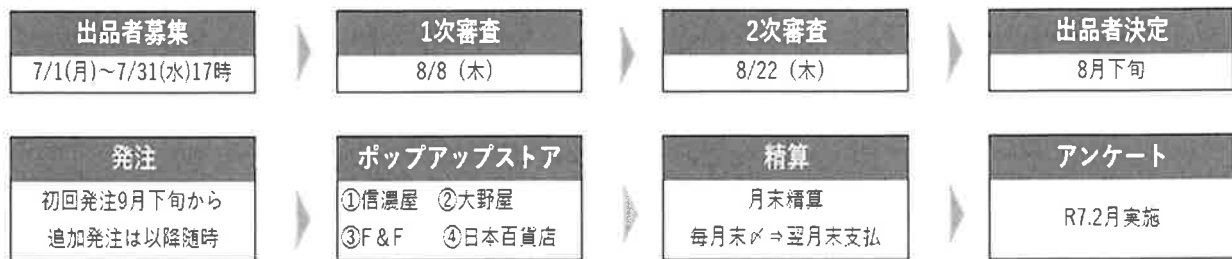 出品者募集
7/1(月)～7/31(水)17時
1次審査
8/8（木）
2次審査
8/22（木）
出品者決定
8月下旬
発注
初回発注9月下旬から
追加発注は以降随時
ポップアップストア
①信濃屋　②大野屋
③F＆F　④日本百貨店
精算
月末精算
毎月末〆⇒翌月末支払
アンケート
R7.2月実施